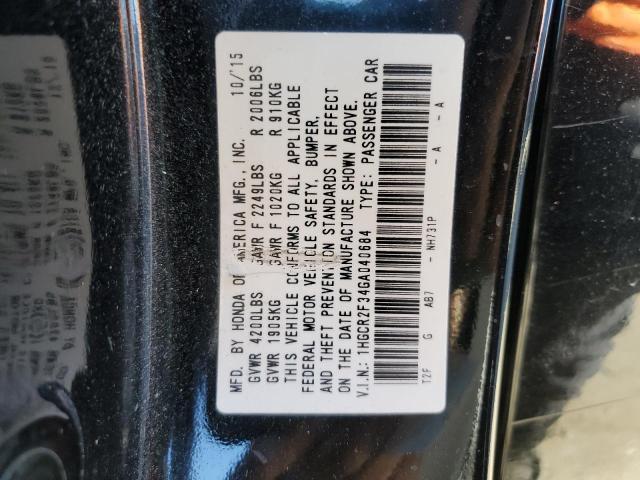 MFD. BY HONDA OF AMERICA MFG., INC. 10/'15
GVWR 4200LBS GAWR F 2249LBS R 2006LBS
GVWR 1905KG GAWR F 1020KG R 910KG
THIS VEHICLE CONFORMS TO ALL APPLICABLE
FEDERAL MOTOR VEHICLE SAFETY, BUMPER,
AND THEFT PREVENTION STANDARDS IN EFFECT
ON THE DATE OF MANUFACTURE SHOWN ABOVE.
V.I.N.: 1HGCR2F34GA040684 TYPE: PASSENGER CAR
T2F G AB7 - NH731P - A - A